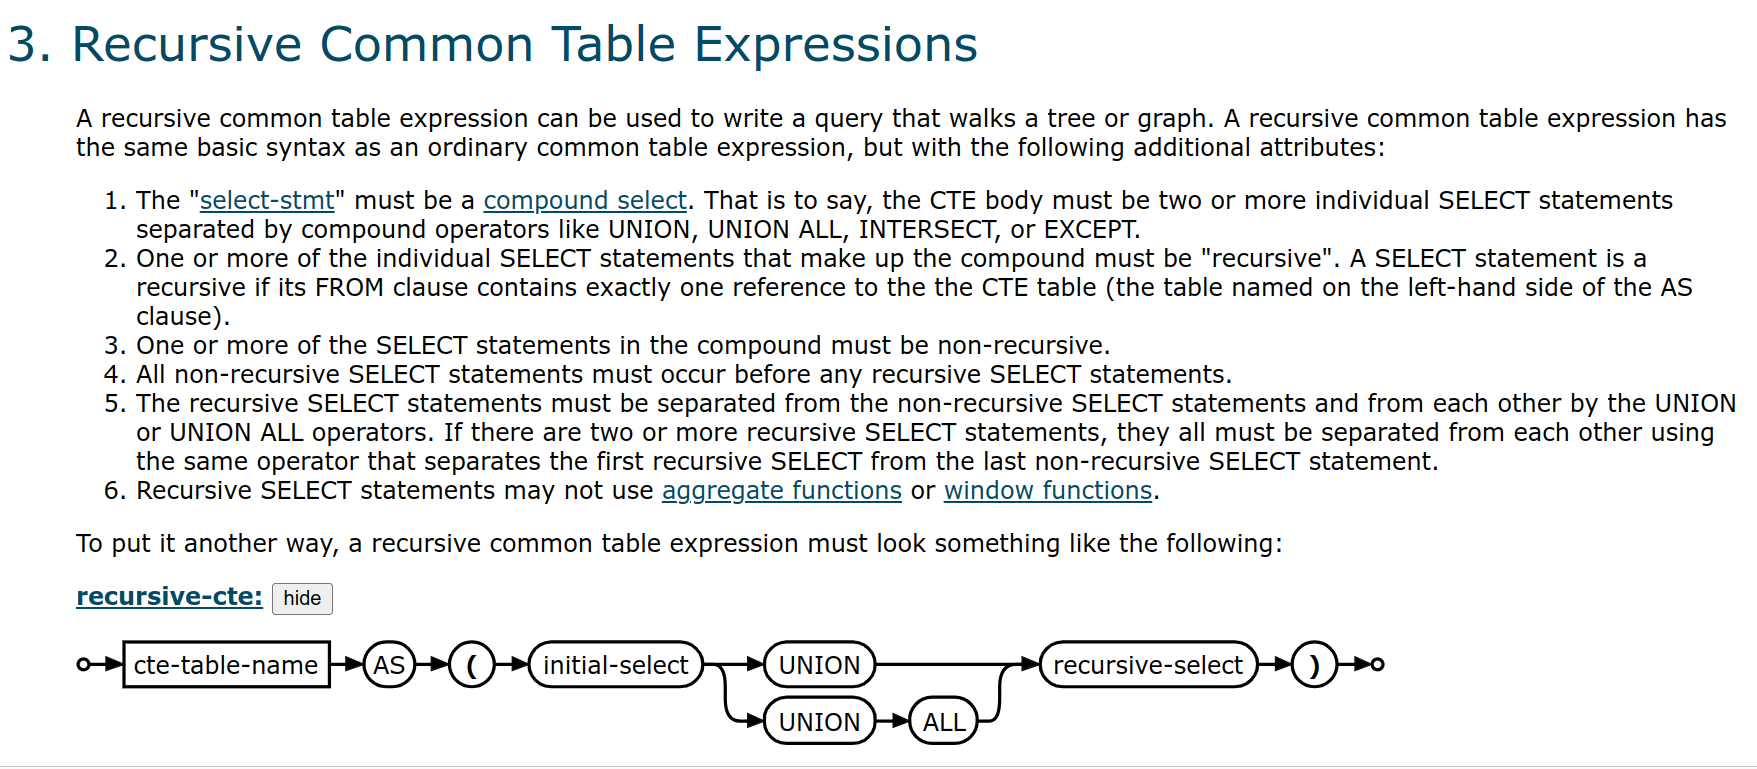 3. Recursive Common Table Expressions
A recursive common table expression can be used to write a query that walks a tree or graph. A recursive common table expression has
the same basic syntax as an ordinary common table expression, but with the following additional attributes:
1. The "select-stmt" must be a compound select. That is to say, the CTE body must be two or more individual SELECT statements
separated by compound operators like UNION, UNION ALL, INTERSECT, or EXCEPT.
2. One or more of the individual SELECT statements that make up the compound must be "recursive". A SELECT statement is a
recursive if its FROM clause contains exactly one reference to the the CTE table (the table named on the left-hand side of the AS
clause).
3. One or more of the SELECT statements in the compound must be non-recursive.
4. All non-recursive SELECT statements must occur before any recursive SELECT statements.
5. The recursive SELECT statements must be separated from the non-recursive SELECT statements and from each other by the UNION
or UNION ALL operators. If there are two or more recursive SELECT statements, they all must be separated from each other using
the same operator that separates the first recursive SELECT from the last non-recursive SELECT statement.
6. Recursive SELECT statements may not use aggregate functions or window functions.
To put it another way, a recursive common table expression must look something like the following:
recursive-cte: hide
cte-table-name AS ( initial-select UNION recursive-select )
UNION ALL